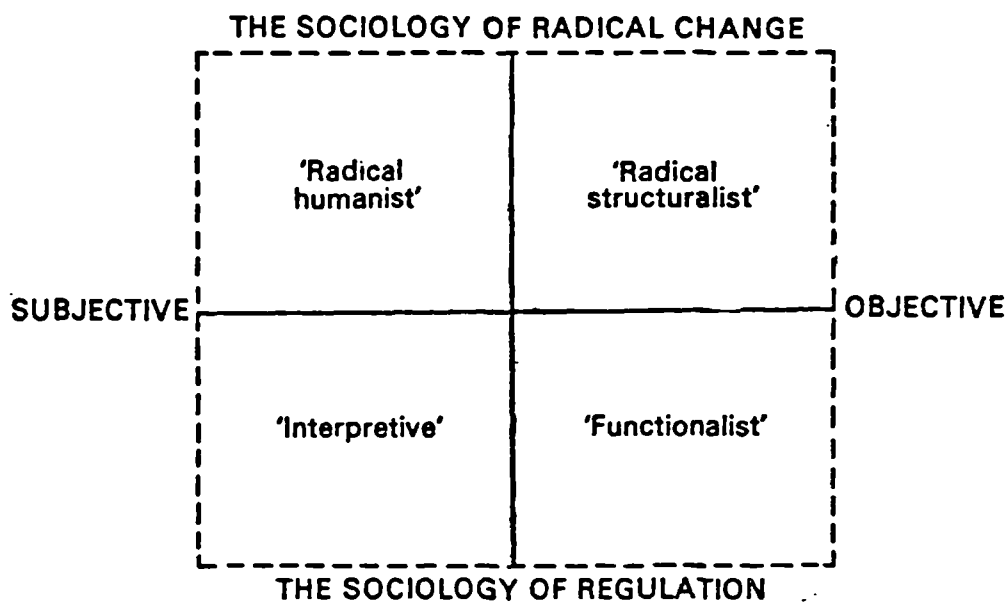 THE SOCIOLOGY OF RADICAL CHANGE
'Radical
humanist'
'Radical
structuralist'
SUBJECTIVE
OBJECTIVE
'Interpretive'
'Functionalist'
THE SOCIOLOGY OF REGULATION